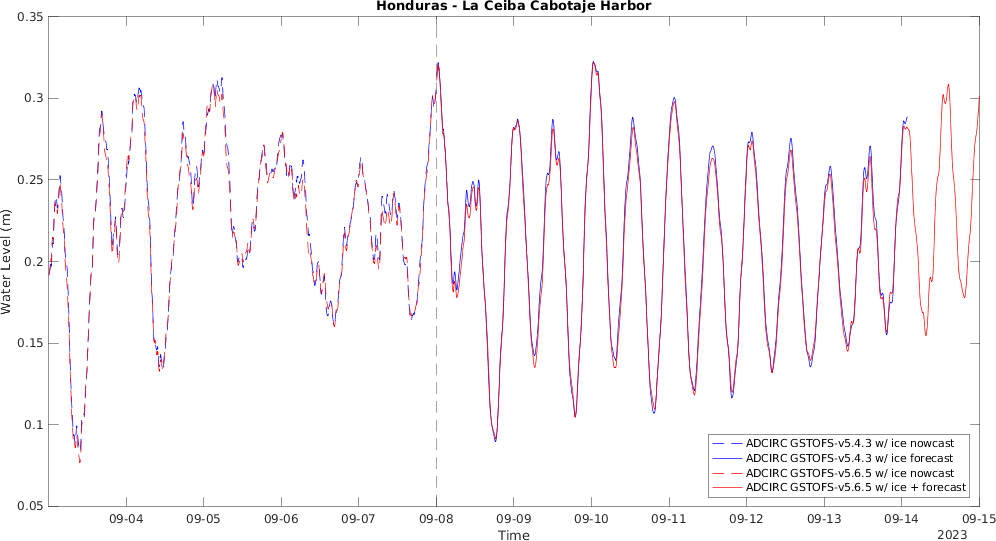 Honduras - La Ceiba Cabotaje Harbor
0.35
0.3
0.25
0.2
0.15
0.1
0.05
Water Level (m)
ADCIRC GSTOFS-v5.4.3 w/ ice nowcast
ADCIRC GSTOFS-v5.4.3 w/ ice forecast
ADCIRC GSTOFS-v5.6.5 w/ ice nowcast
ADCIRC GSTOFS-v5.6.5 w/ ice + forecast
09-04 09-05 09-06 09-07 09-08 09-09 09-10 09-11 09-12 09-13 09-14 09-15
Time
2023